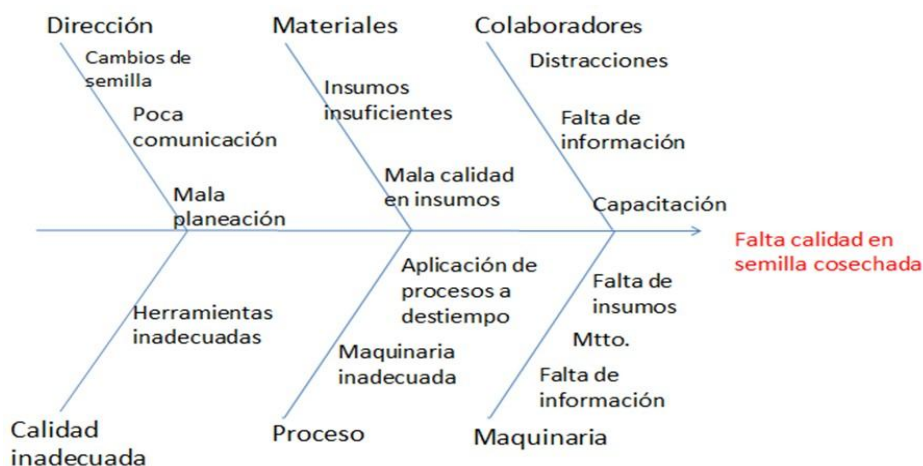 Dirección
Materiales
Colaboradores
Cambios de
semilla
Poca
comunicación
Mala
planeación
Insumos
insuficientes
Mala calidad
en insumos
Distracciones
Falta de
información
Capacitación
Falta calidad en
semilla cosechada
Herramientas
inadecuadas
Calidad
inadecuada
Aplicación de
procesos a
destiempo
Maquinaria
inadecuada
Proceso
Falta de
insumos
Mtto.
Falta de
información
Maquinaria